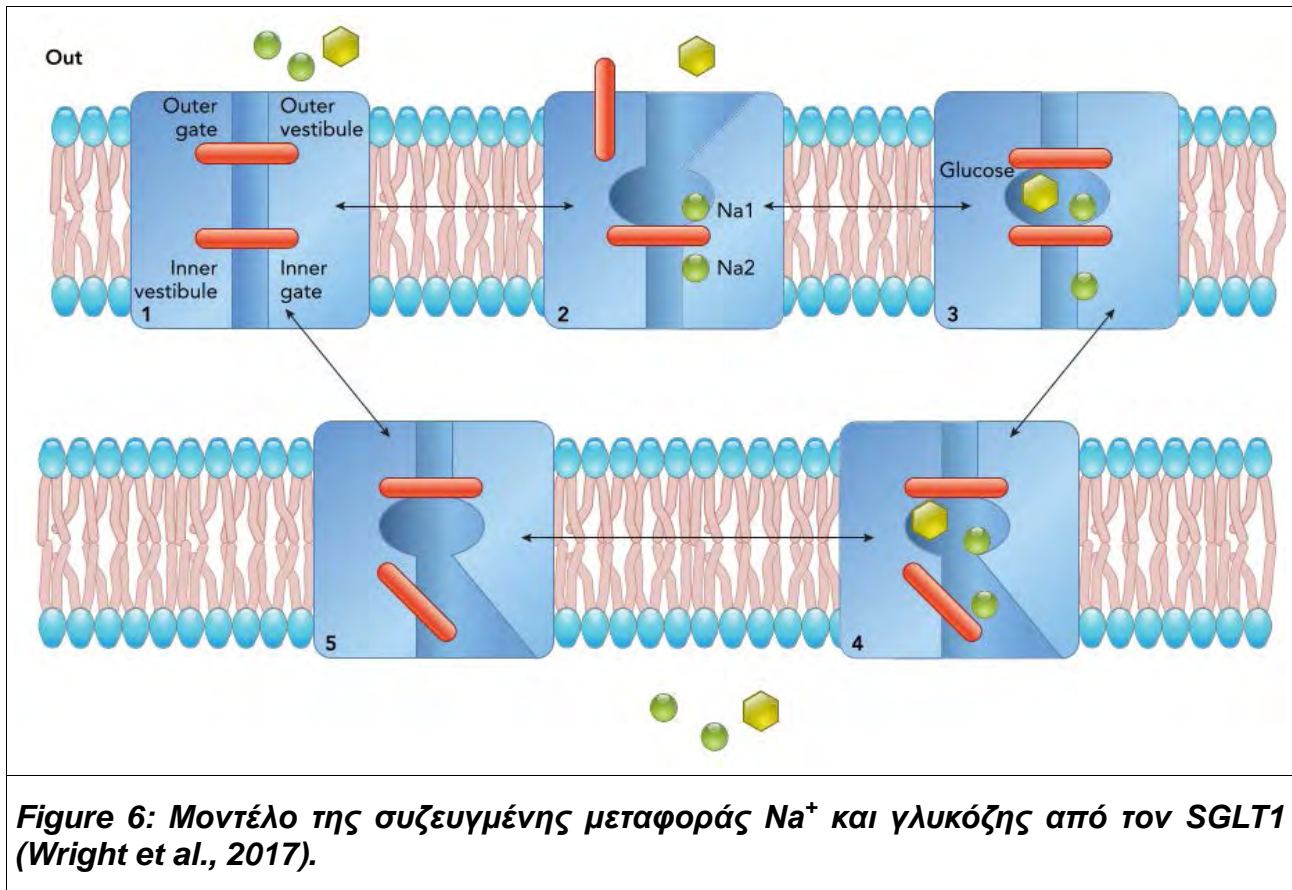 Out
Outer
gate
Outer
vestibule
Inner
vestibule
Inner
gate
1
Na1
Na2
2
Glucose
3
5
4
Figure 6: Μοντέλο της συζευγμένης μεταφοράς Na⁺ και γλυκόζης από τον SGLT1
(Wright et al., 2017).